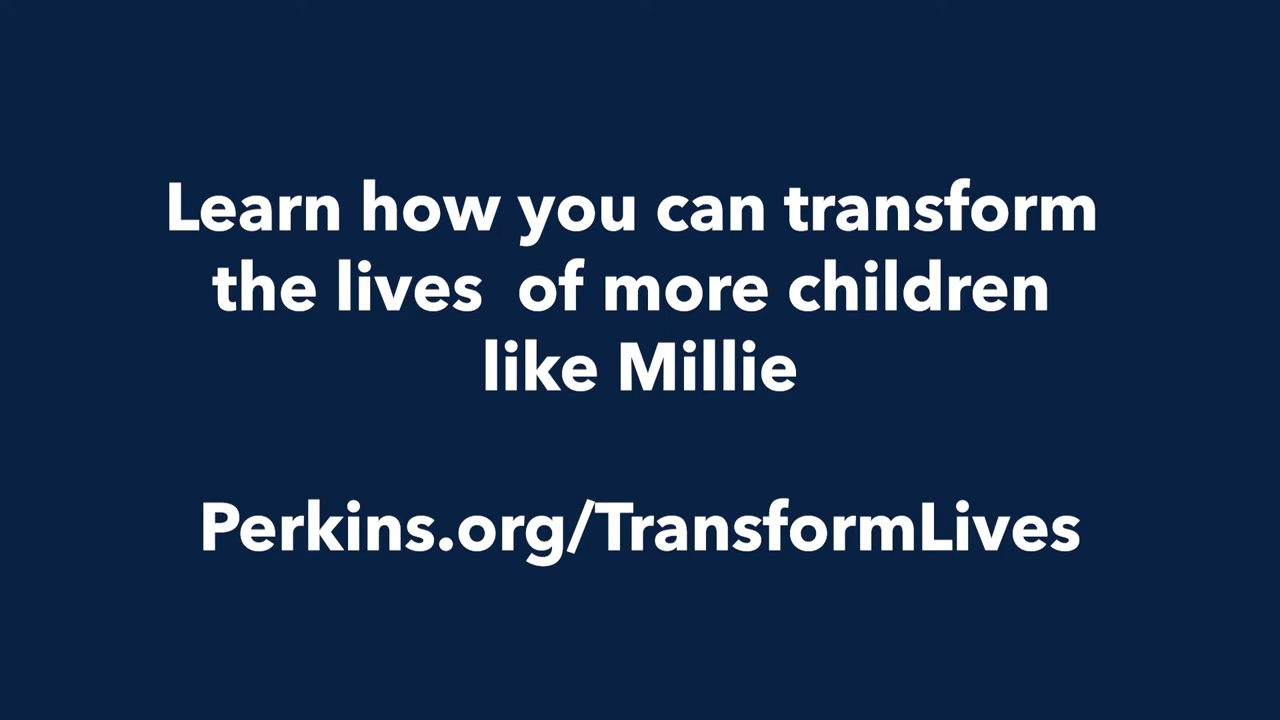 Learn how you can transform
the lives  of more children
like Millie
Perkins.org/TransformLives